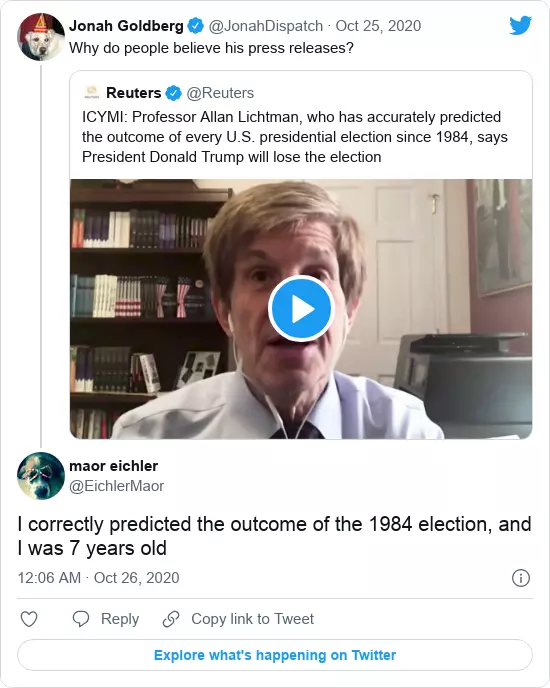 Jonah Goldberg @JonahDispatch · Oct 25, 2020
Why do people believe his press releases?
Reuters @Reuters
ICYMI: Professor Allan Lichtman, who has accurately predicted
the outcome of every U.S. presidential election since 1984, says
President Donald Trump will lose the election
maor eichler
@EichlerMaor
I correctly predicted the outcome of the 1984 election, and
I was 7 years old
12:06 AM · Oct 26, 2020
Reply Copy link to Tweet
Explore what's happening on Twitter